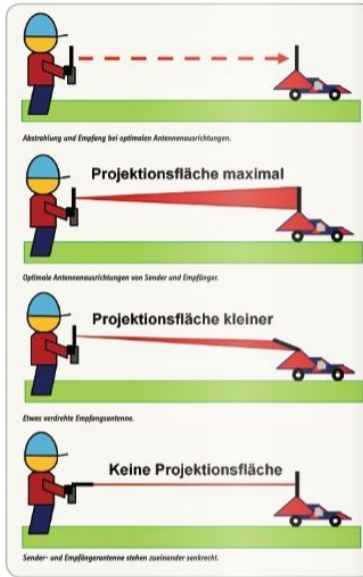 Abstrahlung und Empfang bei optimalen Antennenausrichtungen.
Projektionsfläche maximal
Optimale Antennenausrichtungen von Sender und Empfänger.
Projektionsfläche kleiner
Etwas verdrehte Empfangsantenne.
Keine Projektionsfläche
Sender- und Empfängerantenne stehen zueinander senkrecht.